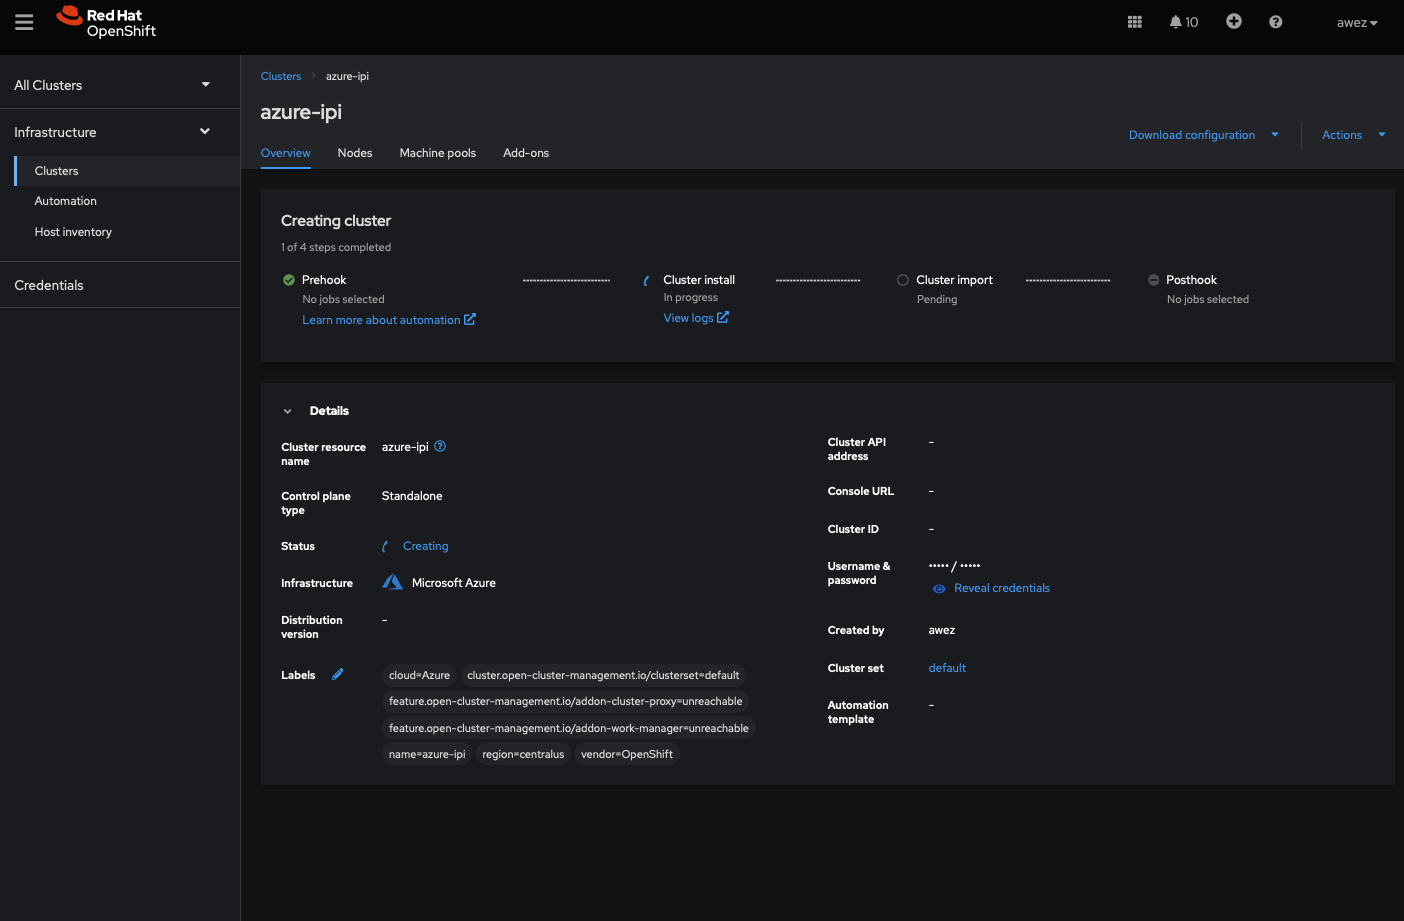 Red Hat
OpenShift
10
awez
All Clusters
Infrastructure
Clusters
Automation
Host inventory
Credentials
Clusters azure-ipi
azure-ipi
Download configuration Actions
Overview Nodes Machine pools Add-ons
Creating cluster
1 of 4 steps completed
Prehook
No jobs selected
Learn more about automation
Cluster install
In progress
View logs
Cluster import
Pending
Posthook
No jobs selected
Details
Cluster resource
name
azure-ipi
Control plane
type
Standalone
Status
Creating
Infrastructure
Microsoft Azure
Distribution
version
-
Labels
cloud=Azure cluster.open-cluster-management.io/clusterset=default
feature.open-cluster-management.io/addon-cluster-proxy=unreachable
feature.open-cluster-management.io/addon-work-manager=unreachable
name=azure-ipi region=centralus vendor=OpenShift
Cluster API
address
-
Console URL
-
Cluster ID
-
Username &
password
••••• / •••••
Reveal credentials
Created by
awez
Cluster set
default
Automation
template
-